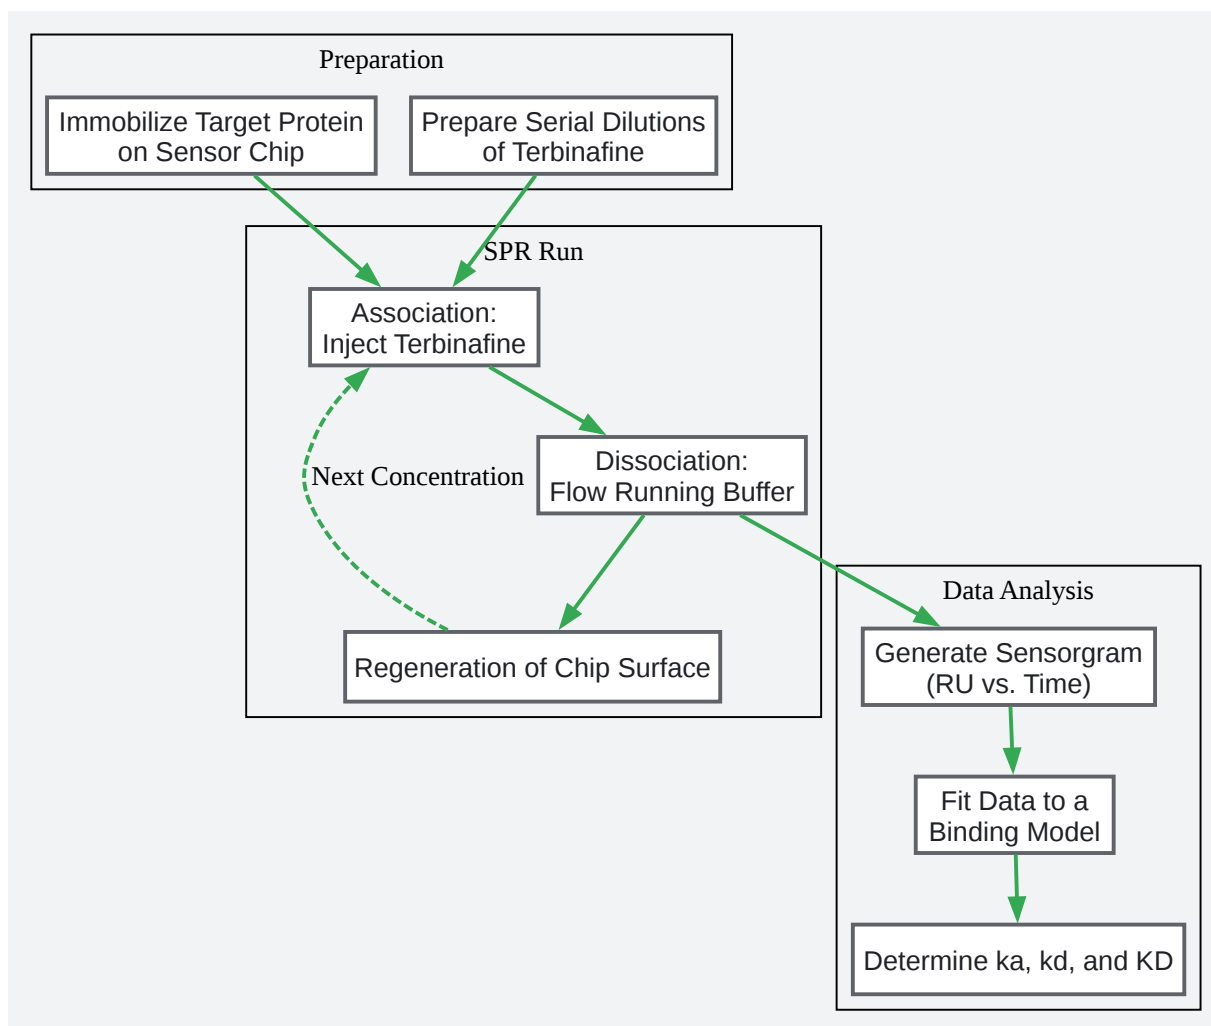 Preparation
Immobilize Target Protein
on Sensor Chip
Prepare Serial Dilutions
of Terbinafine
SPR Run
Association:
Inject Terbinafine
Dissociation:
Flow Running Buffer
Next Concentration
Regeneration of Chip Surface
Data Analysis
Generate Sensorgram
(RU vs. Time)
Fit Data to a
Binding Model
Determine ka, kd, and KD